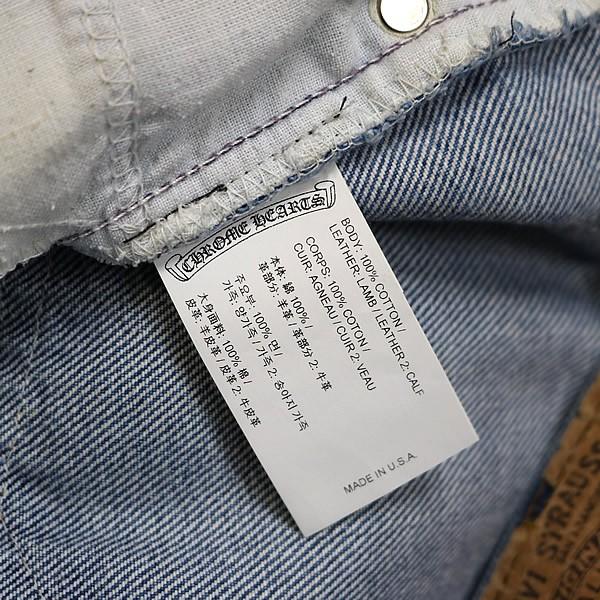 CHROME HEARTS
BODY: 100% COTTON /
LEATHER: LAMB / LEATHER 2: CALF
CORPS: 100% COTON /
CUIR: AGNEAU / CUIR 2: VEAU
本体: 綿 100% /
革部分: 羊革 / 革部分 2: 牛革
주요부: 100% 면 /
가죽: 양가죽 / 가죽 2: 송아지 가죽
大身面料: 100% 棉 /
皮革: 羊皮革 / 皮革 2: 牛皮革
MADE IN U.S.A.
VI STRAUSS